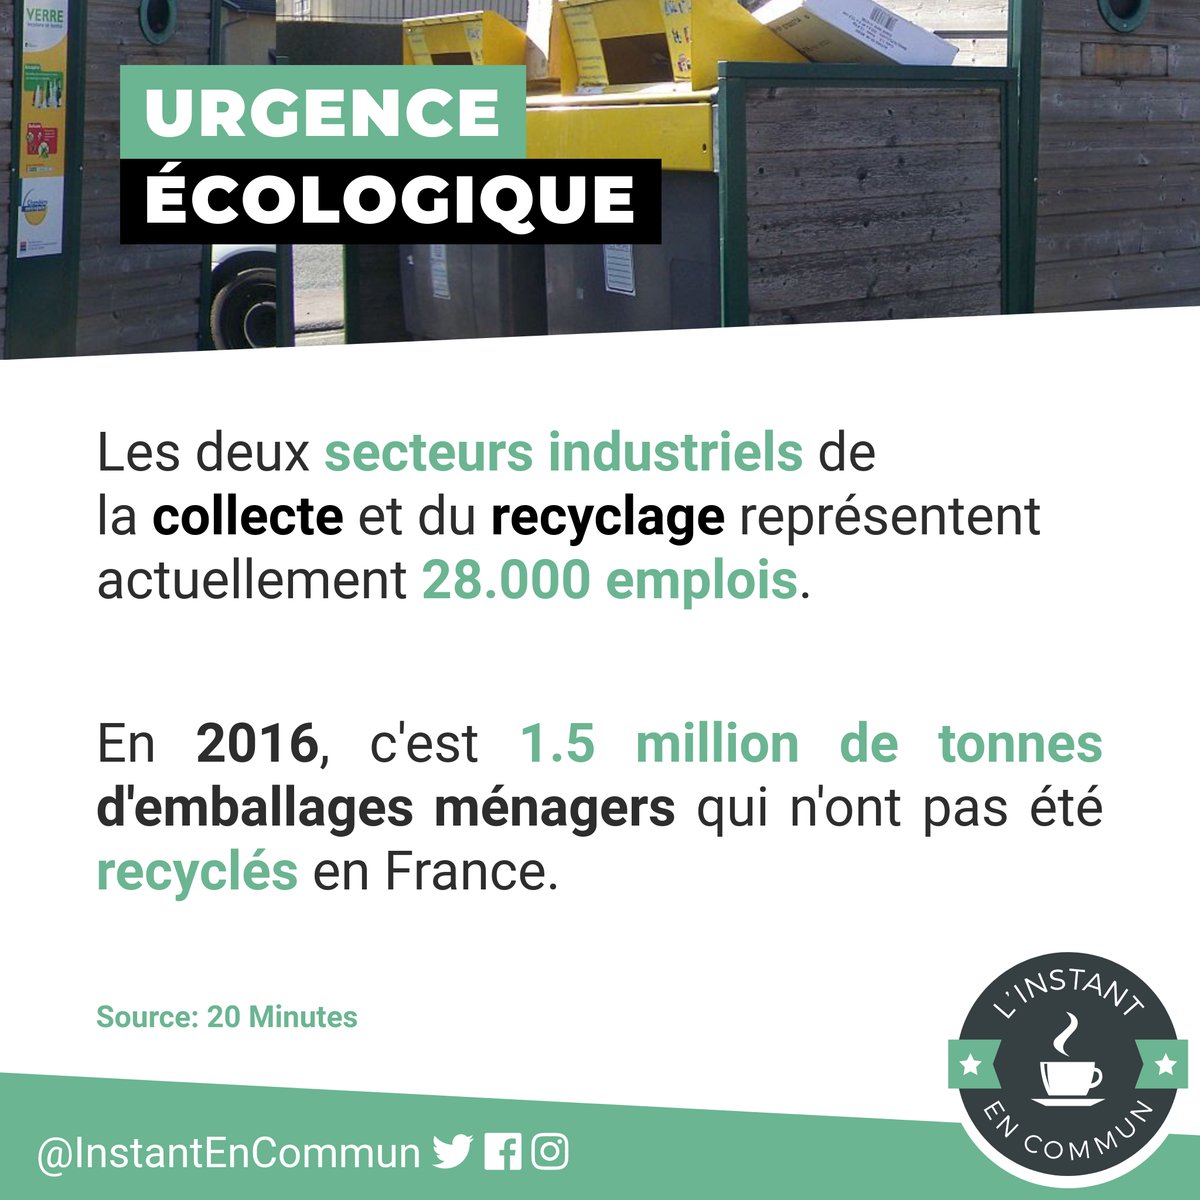 VERRE
URGENCE
ÉCOLOGIQUE
Les deux secteurs industriels de
la collecte et du recyclage représentent
actuellement 28.000 emplois.
En 2016, c'est 1.5 million de tonnes
d'emballages ménagers qui n'ont pas été
recyclés en France.
Source: 20 Minutes
L'INSTANT
EN COMMUN
@InstantEnCommun